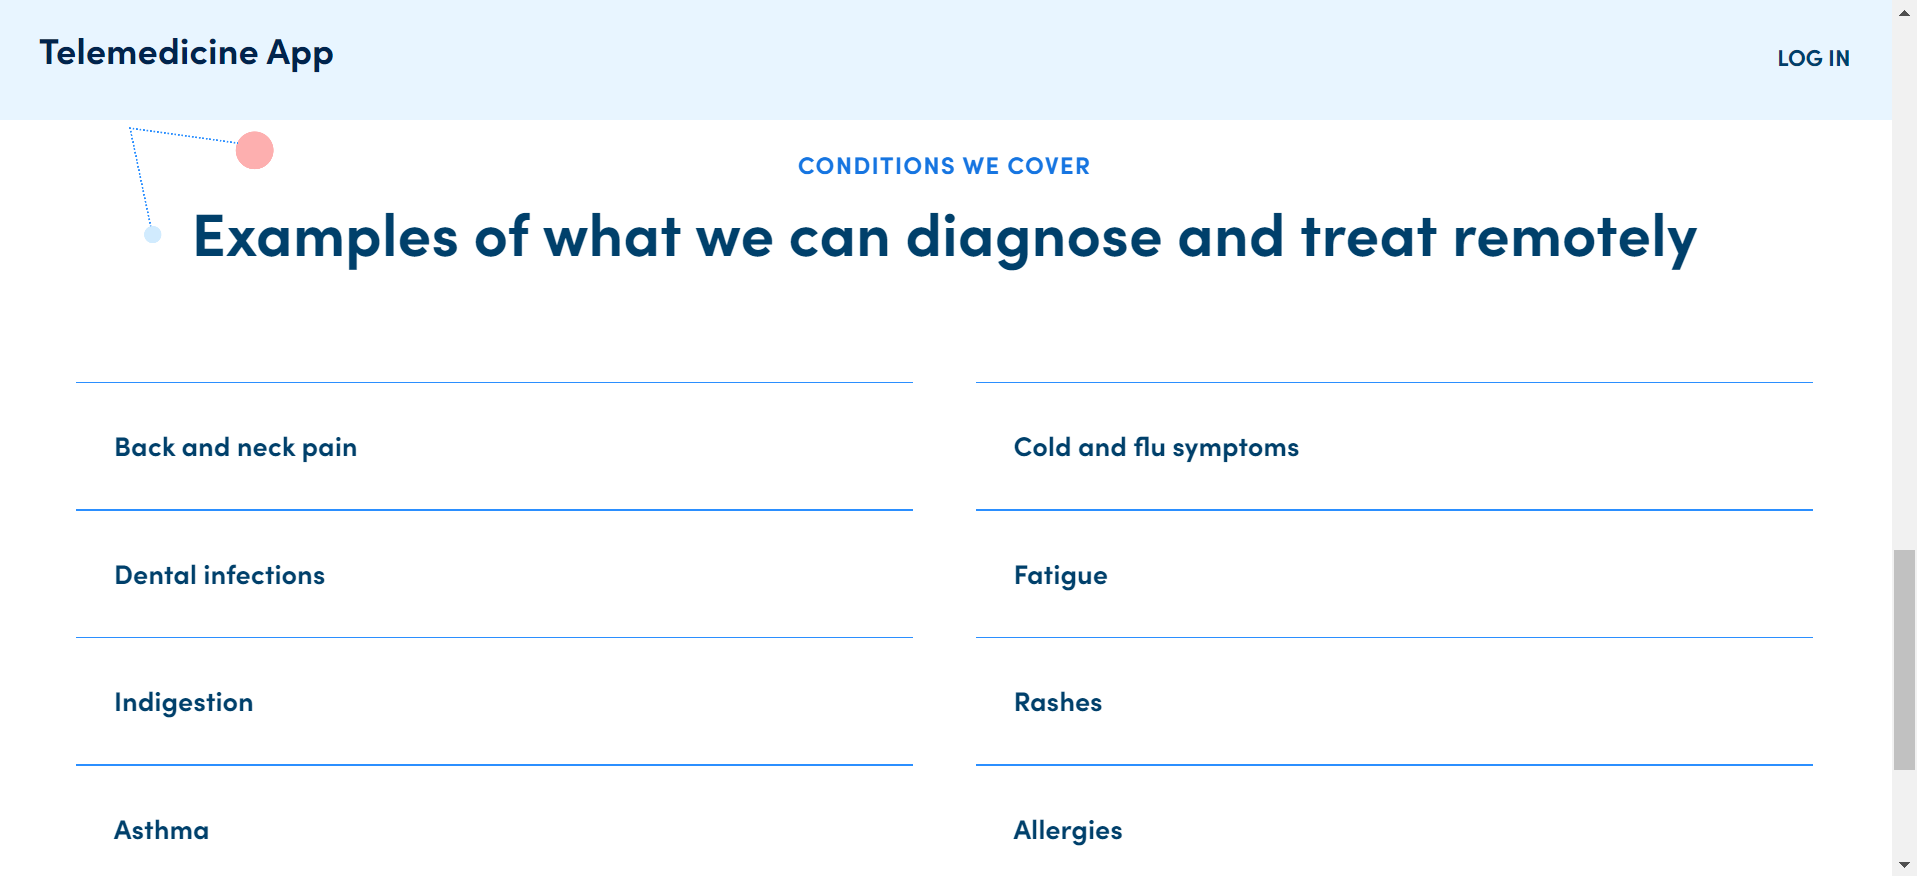 Telemedicine App
LOG IN
CONDITIONS WE COVER
Examples of what we can diagnose and treat remotely
Back and neck pain
Cold and flu symptoms
Dental infections
Fatigue
Indigestion
Rashes
Asthma
Allergies